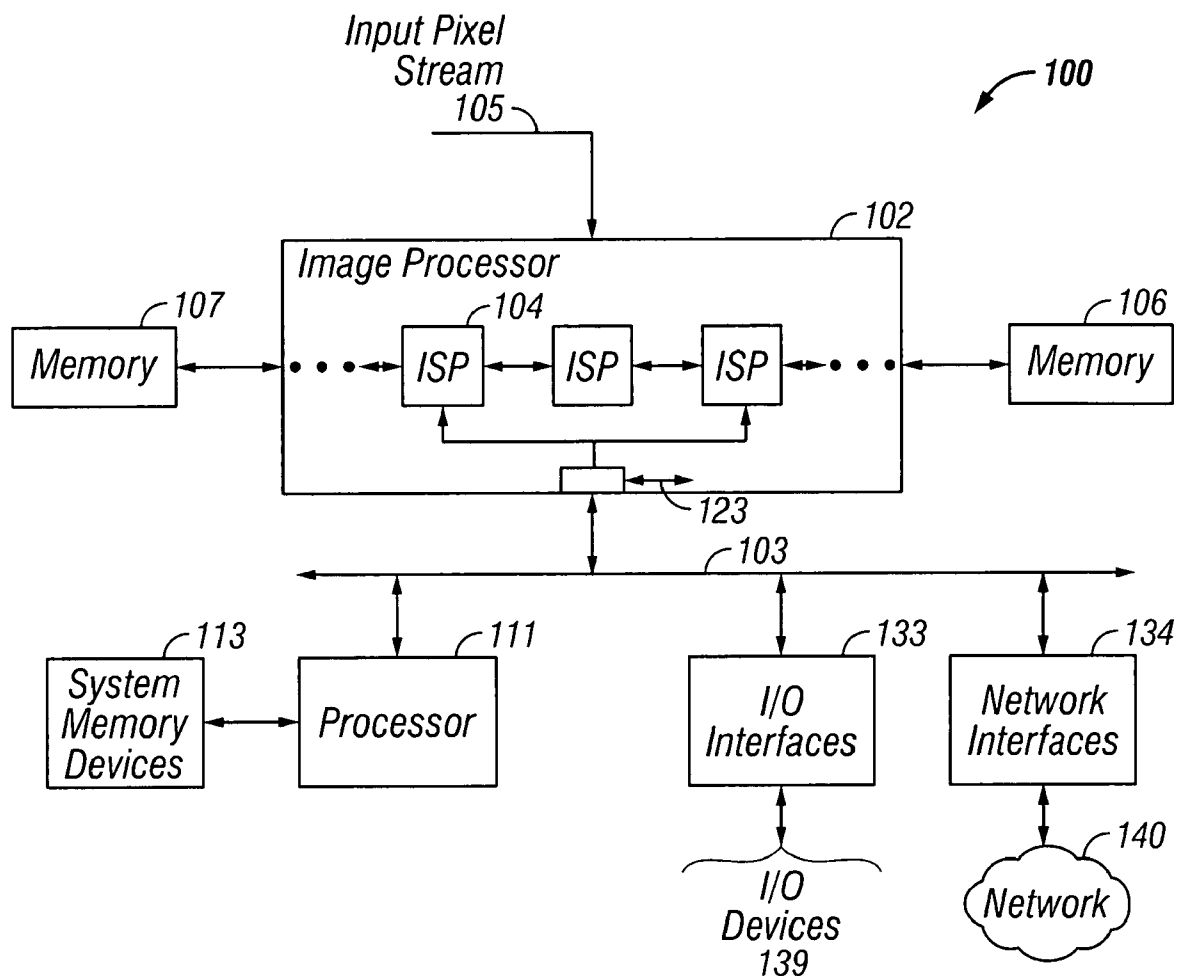 Input Pixel
Stream
105
100
102
Image Processor
107
Memory
104
ISP
ISP
ISP
106
Memory
123
103
113
System
Memory
Devices
111
Processor
133
I/O
Interfaces
134
Network
Interfaces
I/O
Devices
139
140
Network